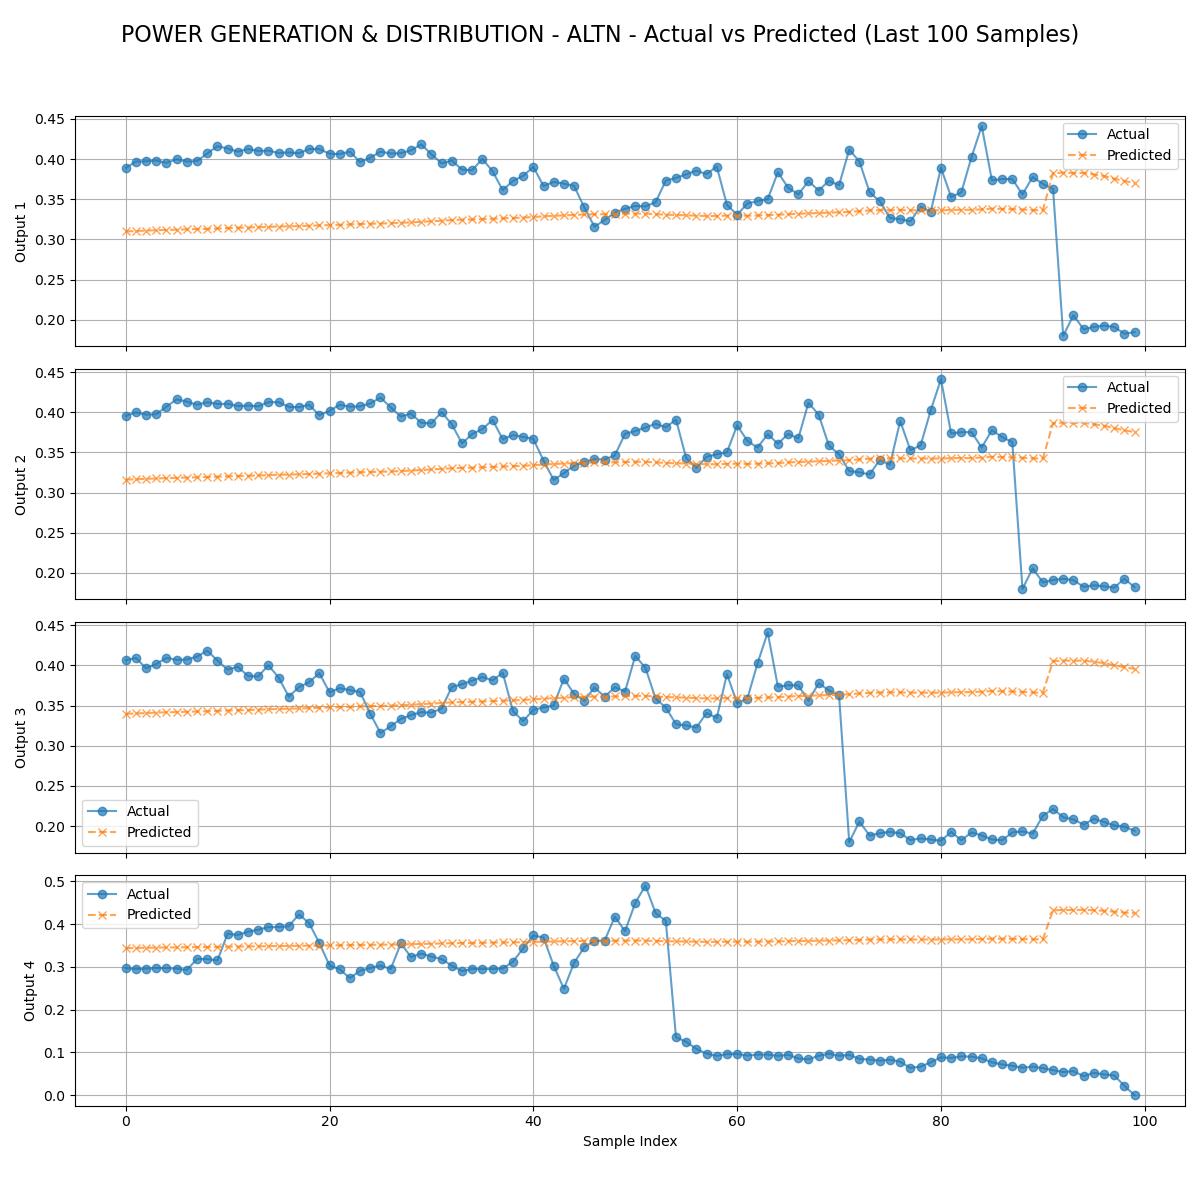 POWER GENERATION & DISTRIBUTION - ALTN - Actual vs Predicted (Last 100 Samples)
0.45
0.40
0.35
0.30
0.25
0.20
Output 1
Actual
Predicted
0.45
0.40
0.35
0.30
0.25
0.20
Output 2
Actual
Predicted
0.45
0.40
0.35
0.30
0.25
0.20
Output 3
Actual
Predicted
0.5
0.4
0.3
0.2
0.1
0.0
Output 4
Actual
Predicted
0 20 40 60 80 100
Sample Index